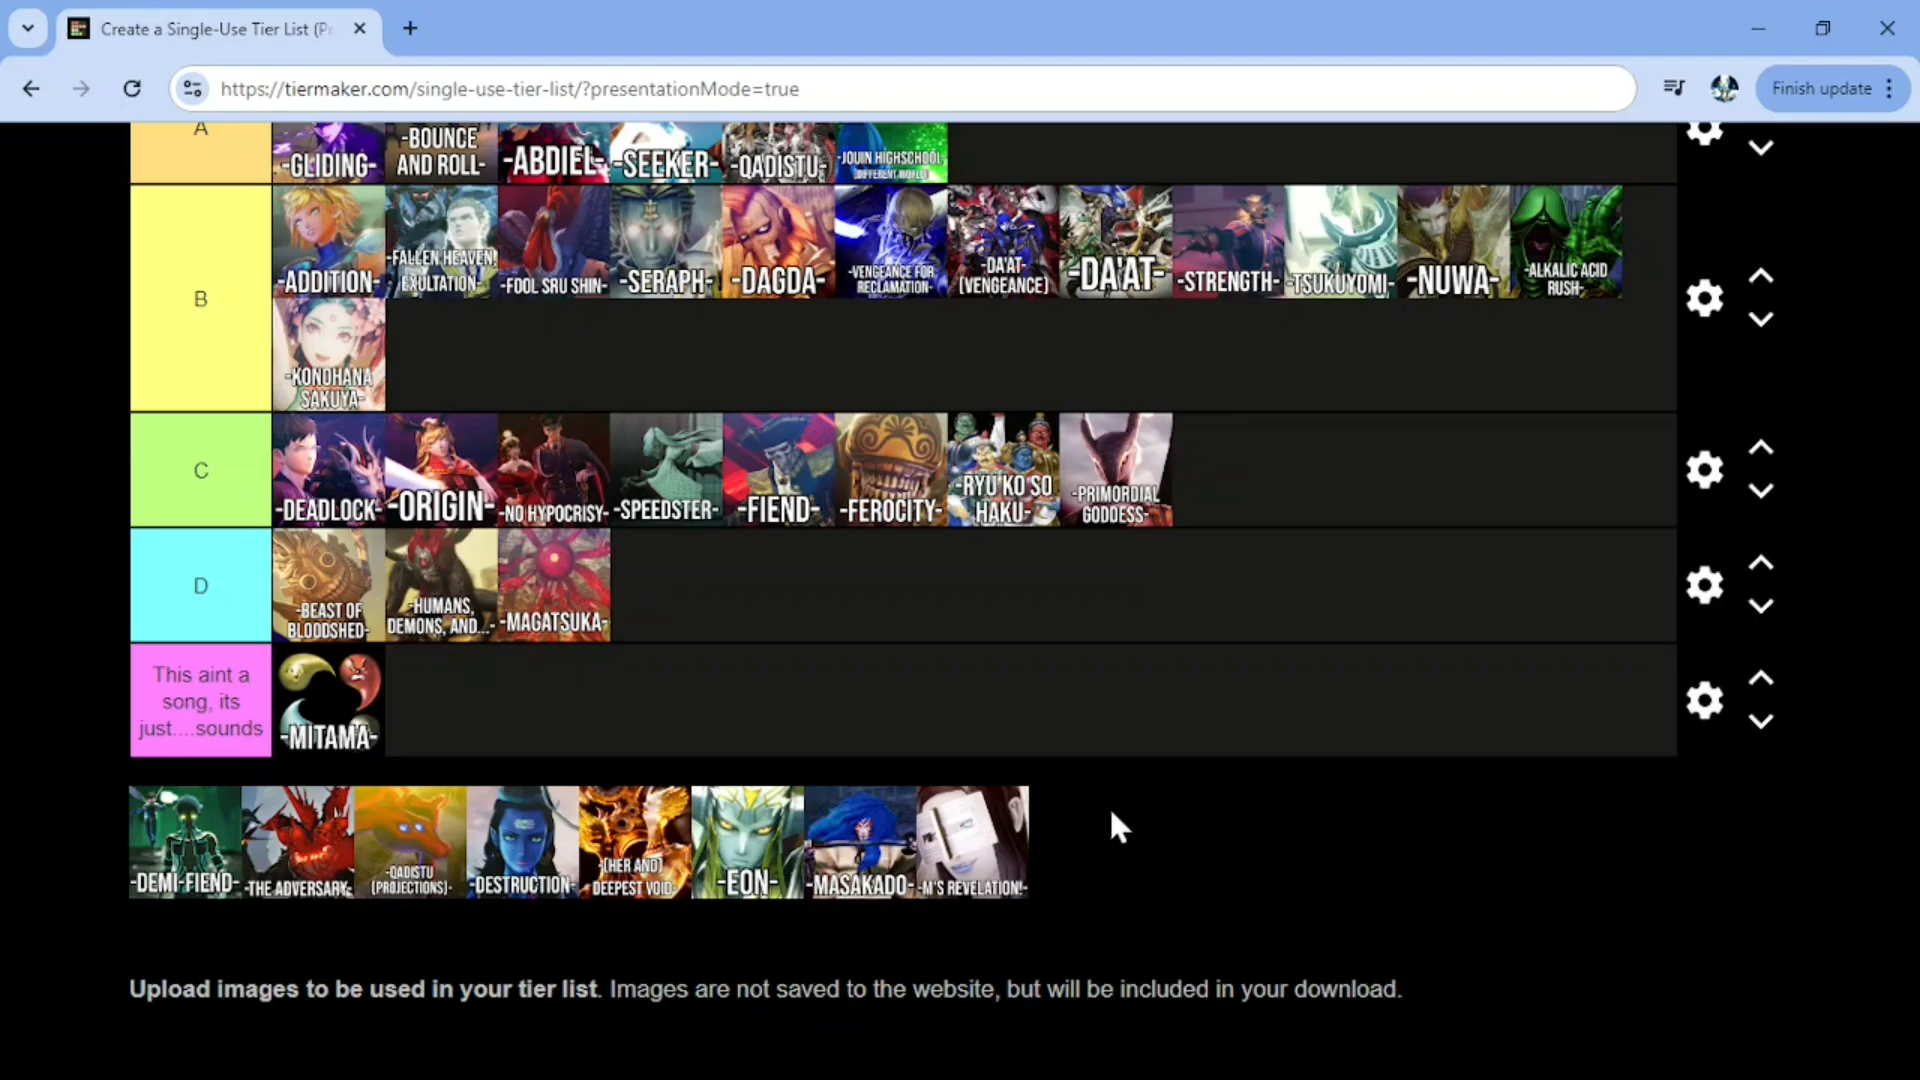 Create a Single-Use Tier List (Pr
https://tiermaker.com/single-use-tier-list/?presentationMode=true
Finish update
A
-GLIDING-
-BOUNCE
AND ROLL-
-ABDIEL-
-SEEKER-
-QADISTU-
-JOUIN HIGHSCHOOL-
(DIFFERENT WORLD)
B
-ADDITION-
-FALLEN HEAVEN!
EXULTATION-
-FOOL SRU SHIN-
-SERAPH-
-DAGDA-
-VENGEANCE FOR
RECLAMATION-
-DA'AT-
(VENGEANCE)
-DA'AT-
-STRENGTH-
-TSUKUYOMI-
-NUWA-
-ALKALIC ACID
RUSH-
-KONOHANA
SAKUYA-
C
-DEADLOCK-
-ORIGIN-
-NO HYPOCRISY-
-SPEEDSTER-
-FIEND-
-FEROCITY-
-RYU KO SO
HAKU-
-PRIMORDIAL
GODDESS-
D
-BEAST OF
BLOODSHED-
-HUMANS,
DEMONS, AND...-
-MAGATSUKA-
This aint a
song, its
just....sounds
-MITAMA-
-DEMI-FIEND-
-THE ADVERSARY-
-QADISTU
(PROJECTIONS)-
-DESTRUCTION-
-(HER AND)
DEEPEST VOID-
-EON-
-MASAKADO-
-M'S REVELATION!-
Upload images to be used in your tier list. Images are not saved to the website, but will be included in your download.